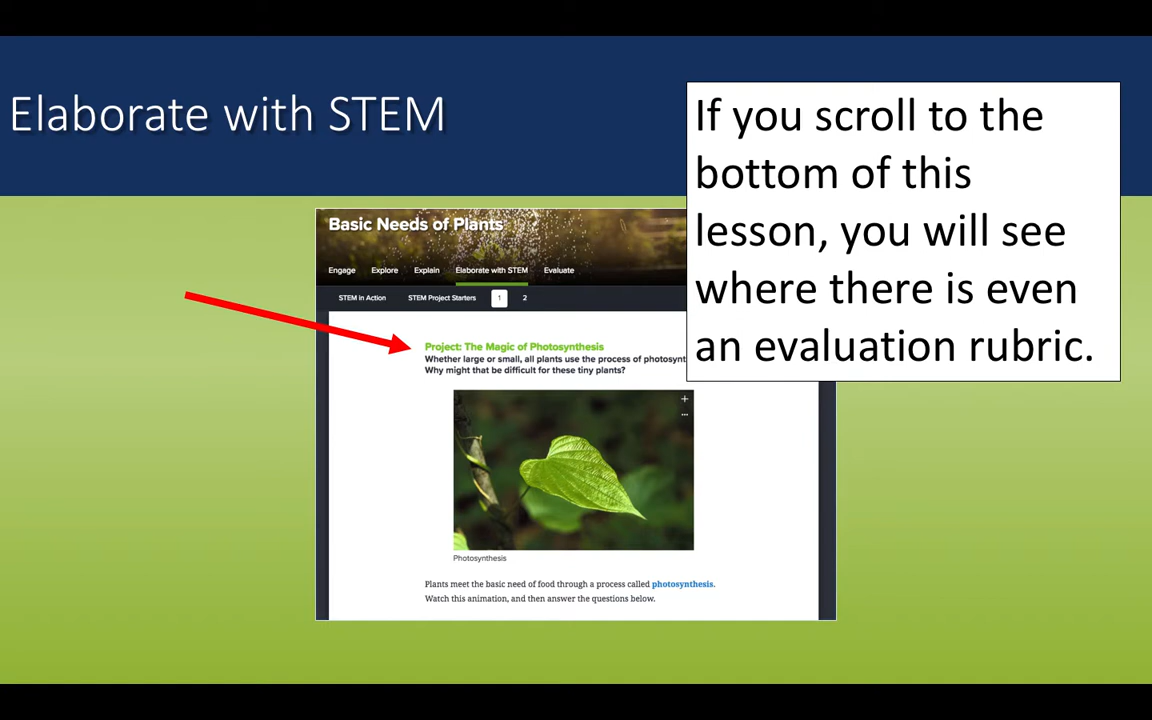 Elaborate with STEM
If you scroll to the
bottom of this
lesson, you will see
where there is even
an evaluation rubric.
Basic Needs of Plants
Engage Explore Explain Elaborate with STEM Evaluate
STEM in Action STEM Project Starters 1 2
Project: The Magic of Photosynthesis
Whether large or small, all plants use the process of photosynt
Why might that be difficult for these tiny plants?
Photosynthesis
Plants meet the basic need of food through a process called photosynthesis.
Watch this animation, and then answer the questions below.